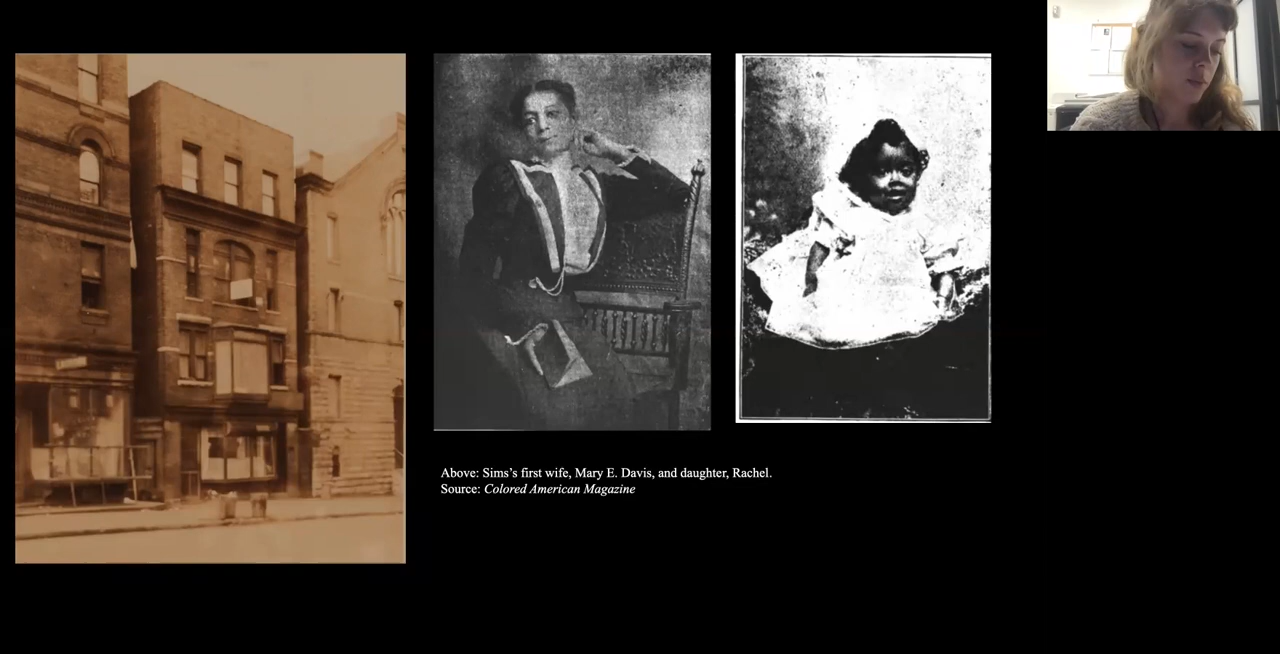 Above: Sims’s first wife, Mary E. Davis, and daughter, Rachel.
Source: Colored American Magazine